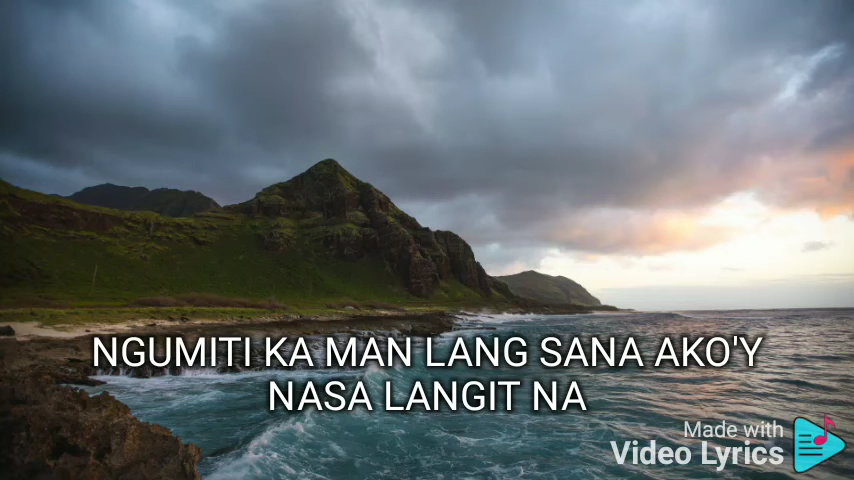 NGUMITI KA MAN LANG SANA AKO'Y
NASA LANGIT NA
Made with
Video Lyrics